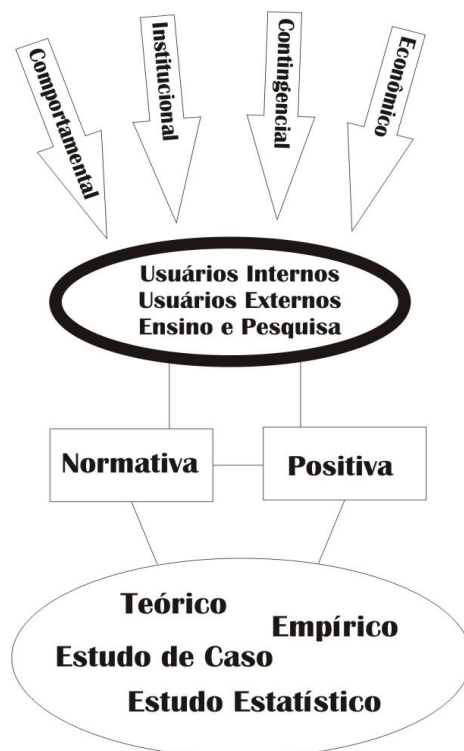 Comportamental
Institucional
Contingencial
Econômico
Usuários Internos
Usuários Externos
Ensino e Pesquisa
Normativa
Positiva
Teórico
Empírico
Estudo de Caso
Estudo Estatístico